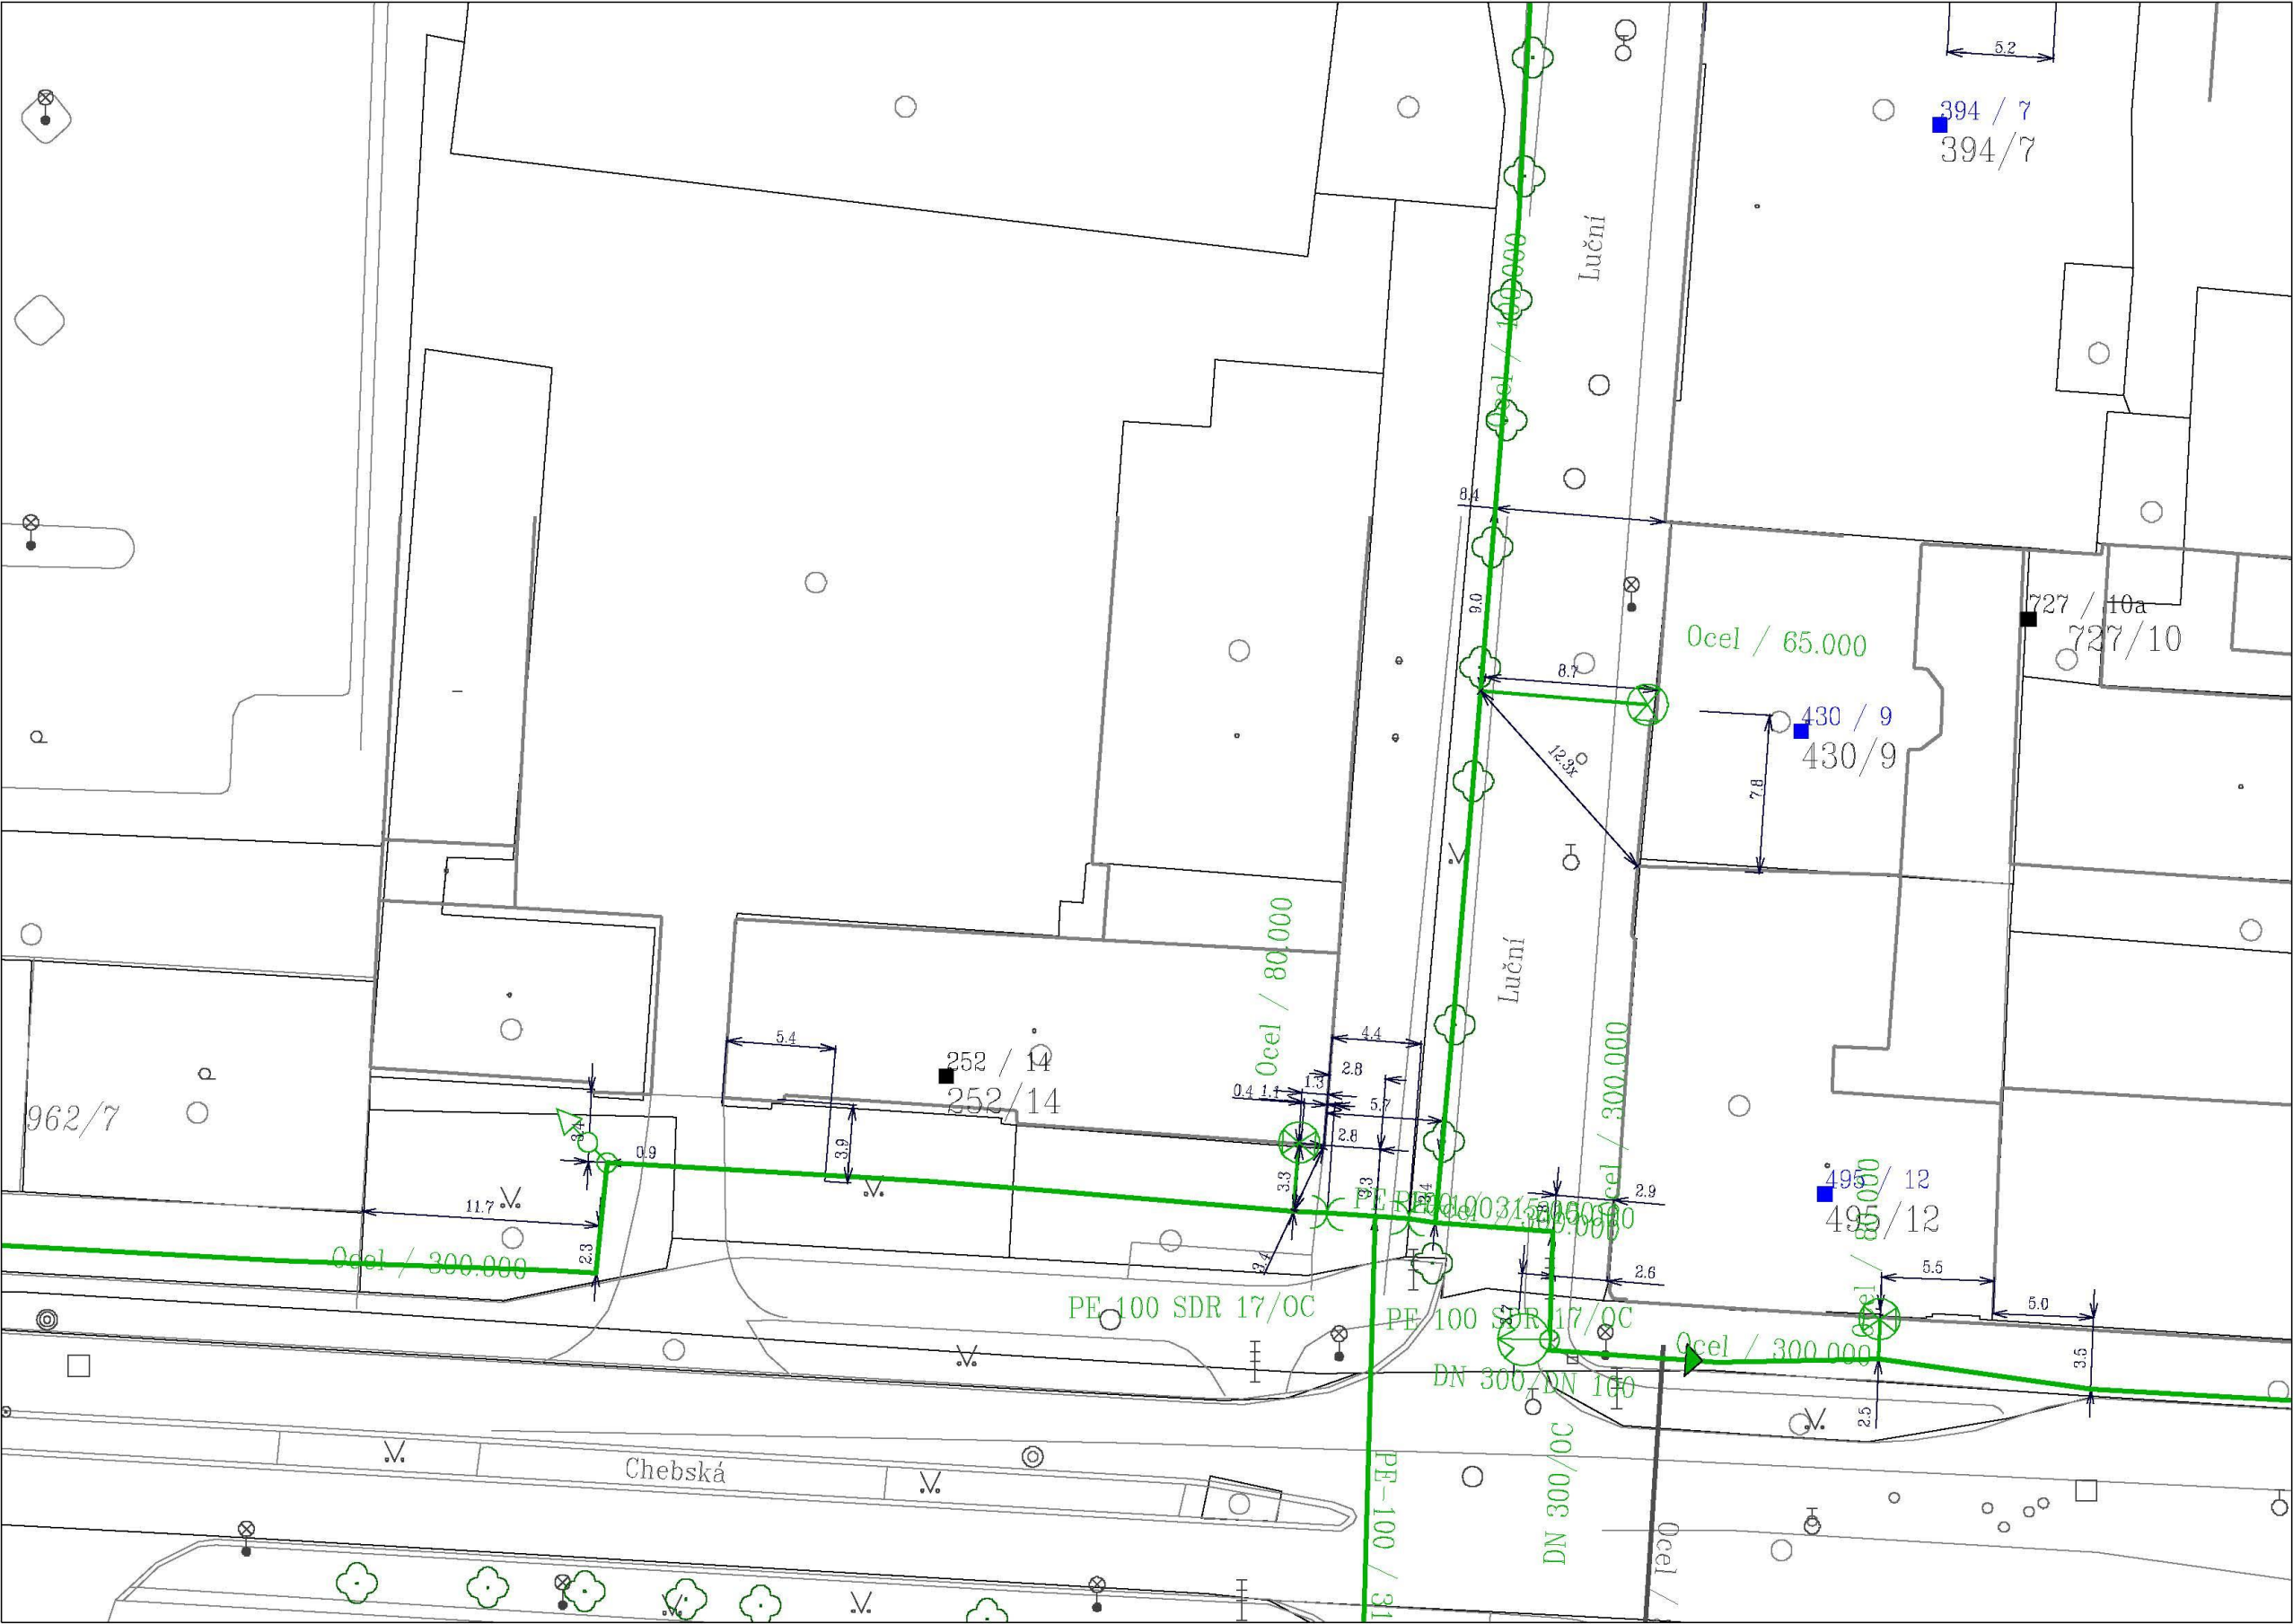 5.2
394 / 7
394/7
Luční
Ocel / 100.000
8.4
9.0
727 / 10a
727/10
Ocel / 65.000
8.7
430 / 9
430/9
12.3x
7.8
Luční
Ocel / 80.000
5.4
4.4
252 / 14
252/14
2.8
1.3
0.4
1.1
5.7
Ocel / 300.000
962/7
3.9
2.8
0.9
3.3
3.3
2.9
495 / 12
495/12
11.7
2.3
Ocel / 300.000
2.6
5.5
5.0
PE 100 SDR 17/OC
PE 100 SDR 17/OC
Ocel / 300.000
3.5
DN 300/DN 100
2.5
Chebská
PE-100 / 31
DN 300/OC
Ocel /